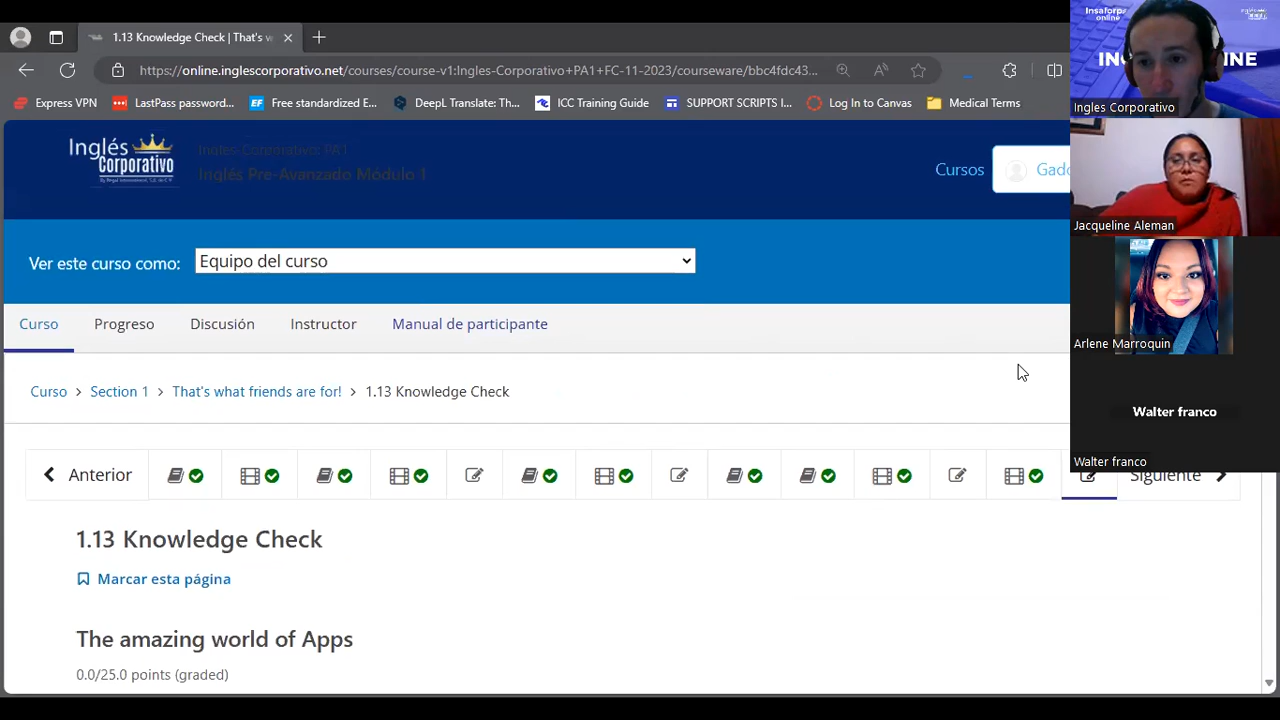 1.13 Knowledge Check | That's w
https://online.inglescorporativo.net/courses/course-v1:Ingles-Corporativo+PA1+FC-11-2023/courseware/bbc4fdc43...
Express VPN
LastPass password...
Free standardized E...
DeepL Translate: Th...
ICC Training Guide
SUPPORT SCRIPTS I...
Log In to Canvas
Medical Terms
Inglés
Corporativo
Ingles Corporativo: PA1
Inglés Pre-Avanzado Módulo 1
Cursos
Gado
Ver este curso como:
Equipo del curso
Curso
Progreso
Discusión
Instructor
Manual de participante
Curso > Section 1 > That's what friends are for! > 1.13 Knowledge Check
Anterior
Siguiente
1.13 Knowledge Check
Marcar esta página
The amazing world of Apps
0.0/25.0 points (graded)
Insaforp
online
Ingles Corporativo
Jacqueline Aleman
Arlene Marroquin
Walter franco
Walter franco